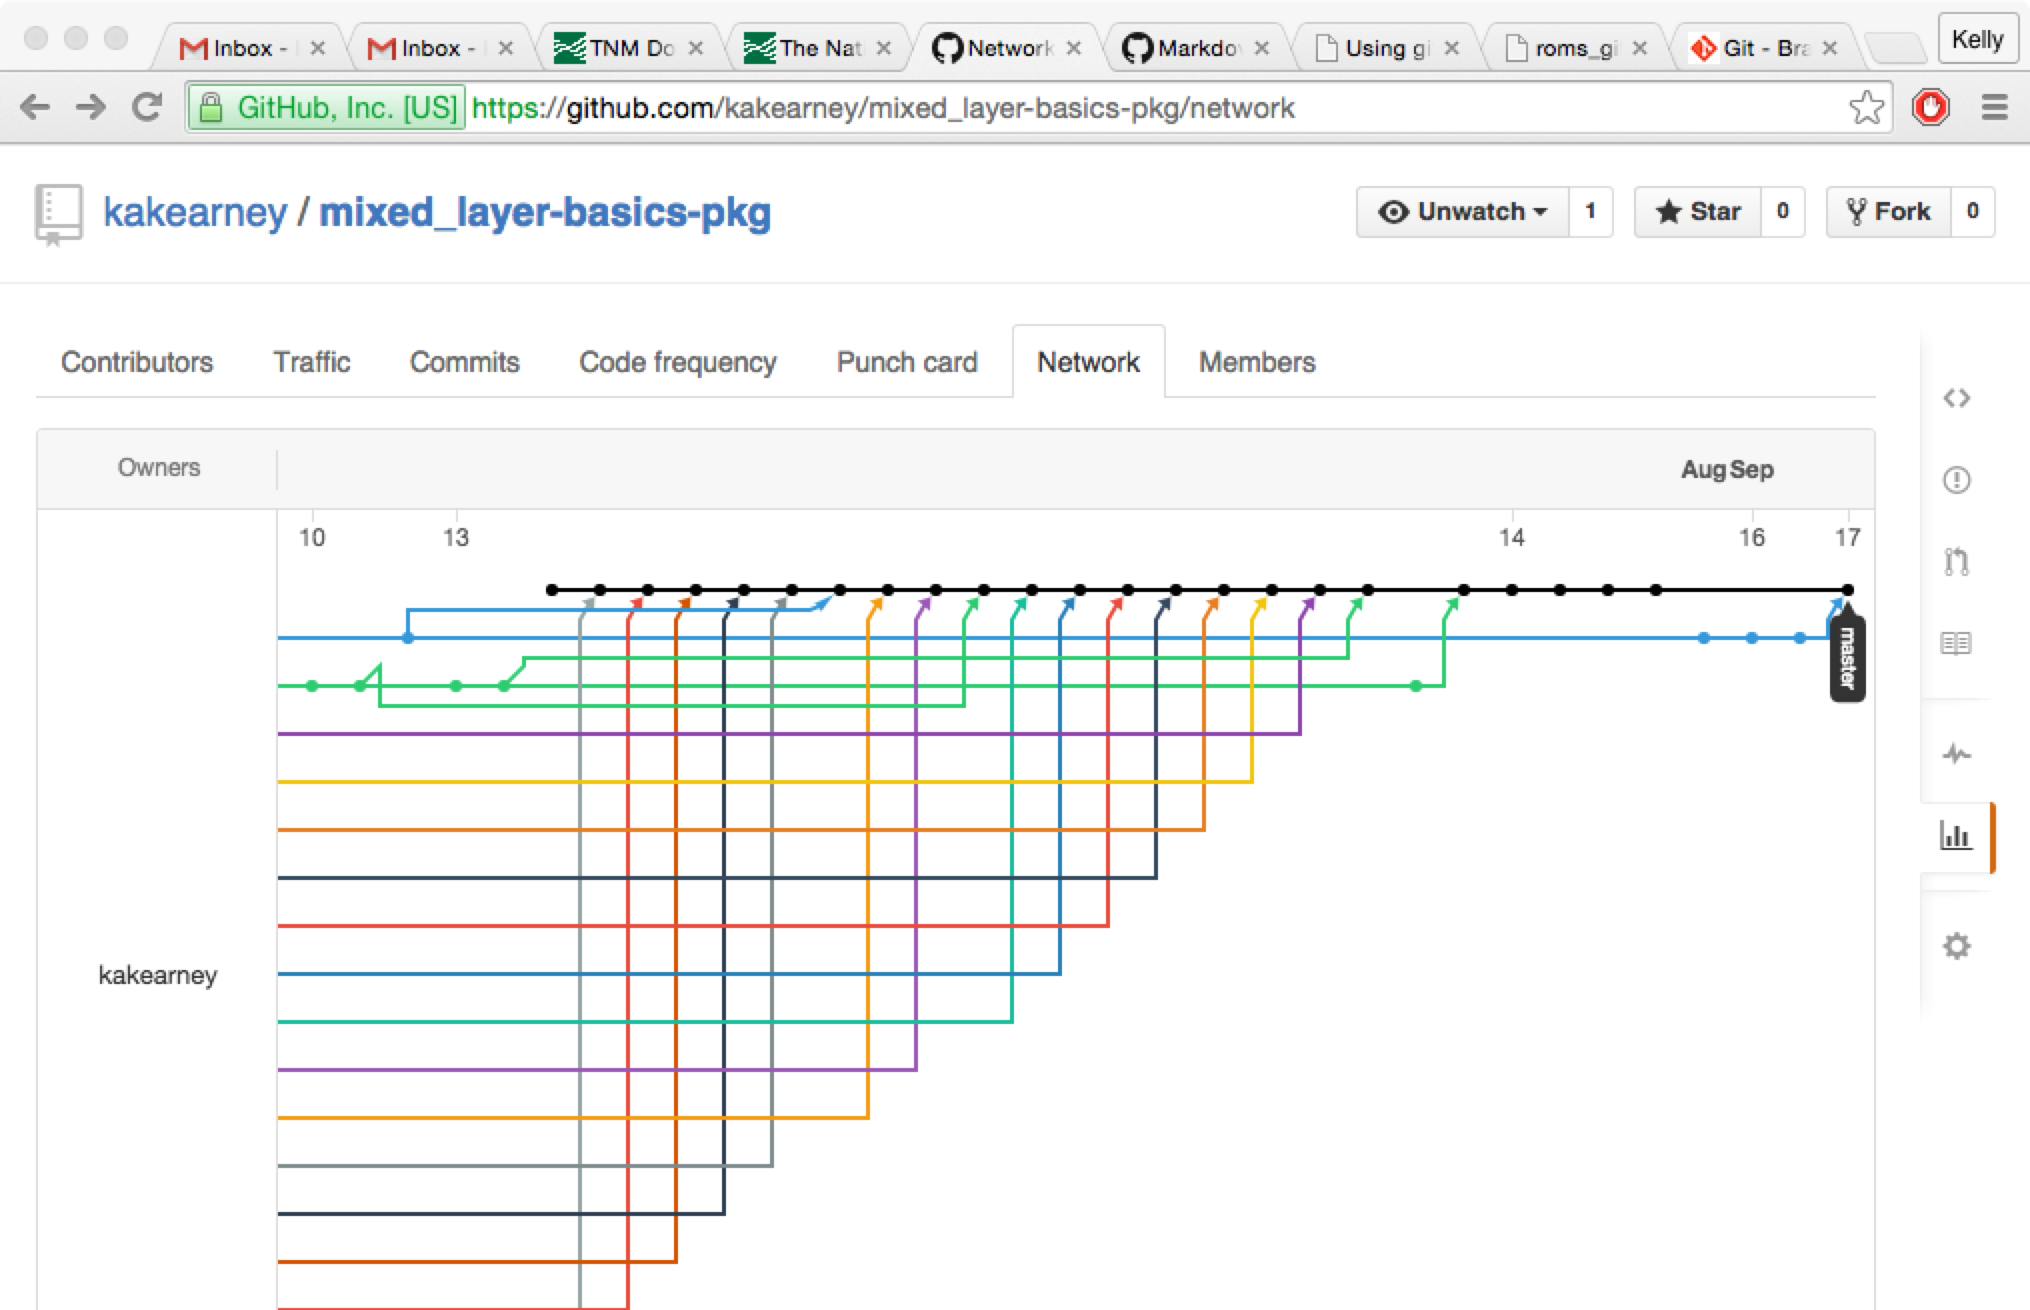 Inbox - Inbox - TNM Do The Nat Network Markdo Using gi roms_gi Git - Bra Kelly
GitHub, Inc. [US] https://github.com/kakearney/mixed_layer-basics-pkg/network
kakearney / mixed_layer-basics-pkg Unwatch 1 Star 0 Fork 0
Contributors Traffic Commits Code frequency Punch card Network Members
Owners Aug Sep
10 13 14 16 17
master
kakearney